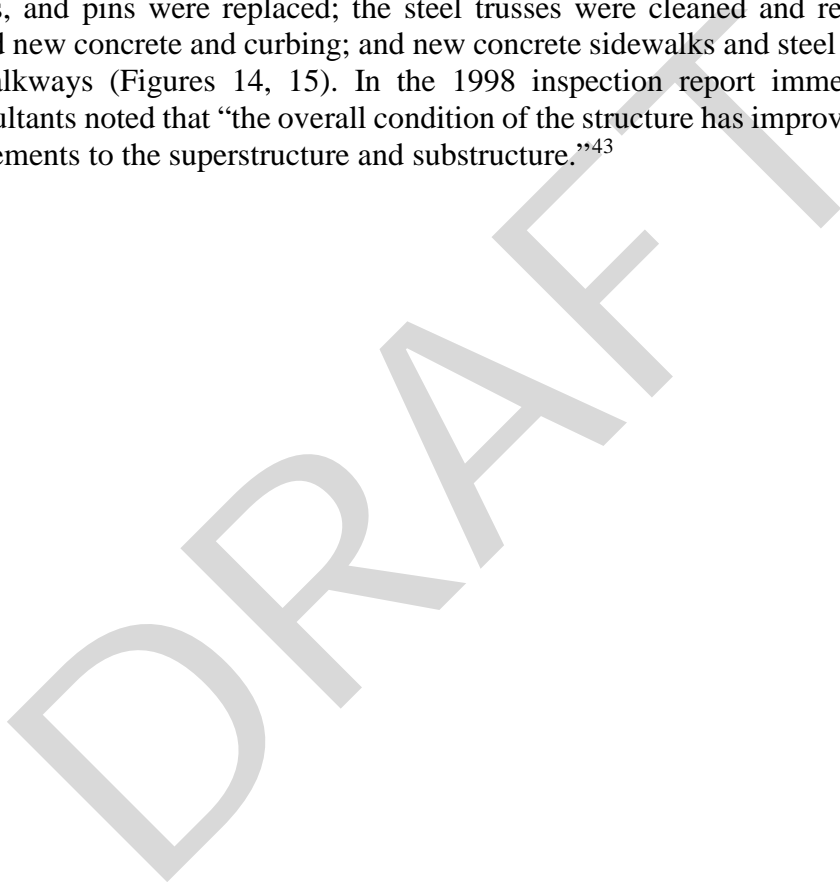 s, and pins were replaced; the steel trusses were cleaned and re
d new concrete and curbing; and new concrete sidewalks and steel
alkways (Figures 14, 15). In the 1998 inspection report imme
ultants noted that “the overall condition of the structure has improv
ements to the superstructure and substructure.”43
DRAFT